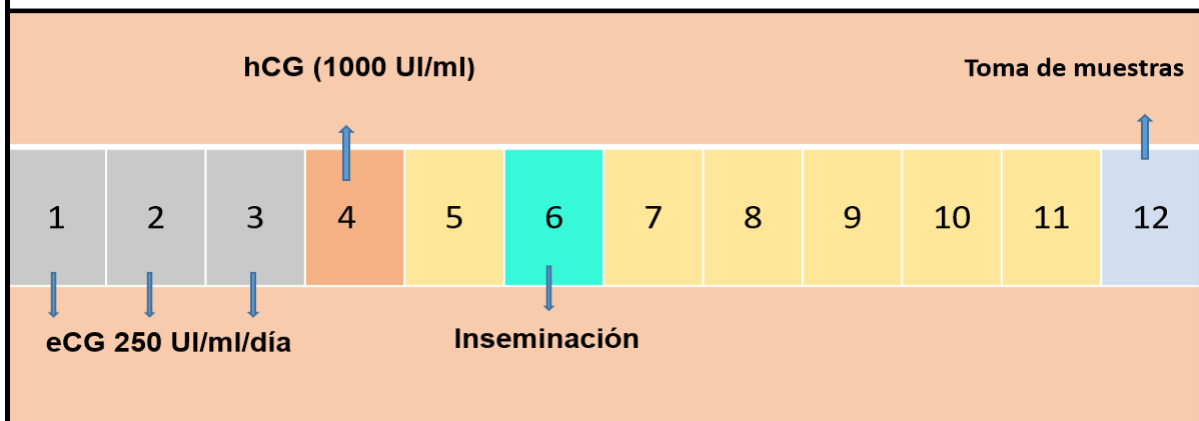 hCG (1000 UI/ml)
Toma de muestras
1 2 3 4 5 6 7 8 9 10 11 12
eCG 250 UI/ml/día
Inseminación